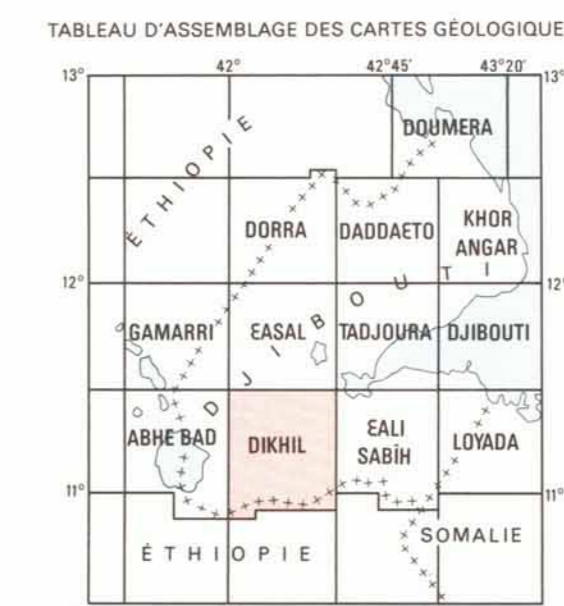 TABLEAU D'ASSEMBLAGE DES CARTES GÉOLOGIQUE
13° 42° 42°45' 43°20' 13°
DOUMERA
ÉTHIOPIE
DORRA DADDAETO KHOR
ANGAR
12° 12°
DJIBOUTI
GAMARRI ƐASAL TADJOURA DJIBOUTI
ABHE BAD DIKHIL ƐALI
SABÎH LOYADA
11° 11°
SOMALIE
ÉTHIOPIE